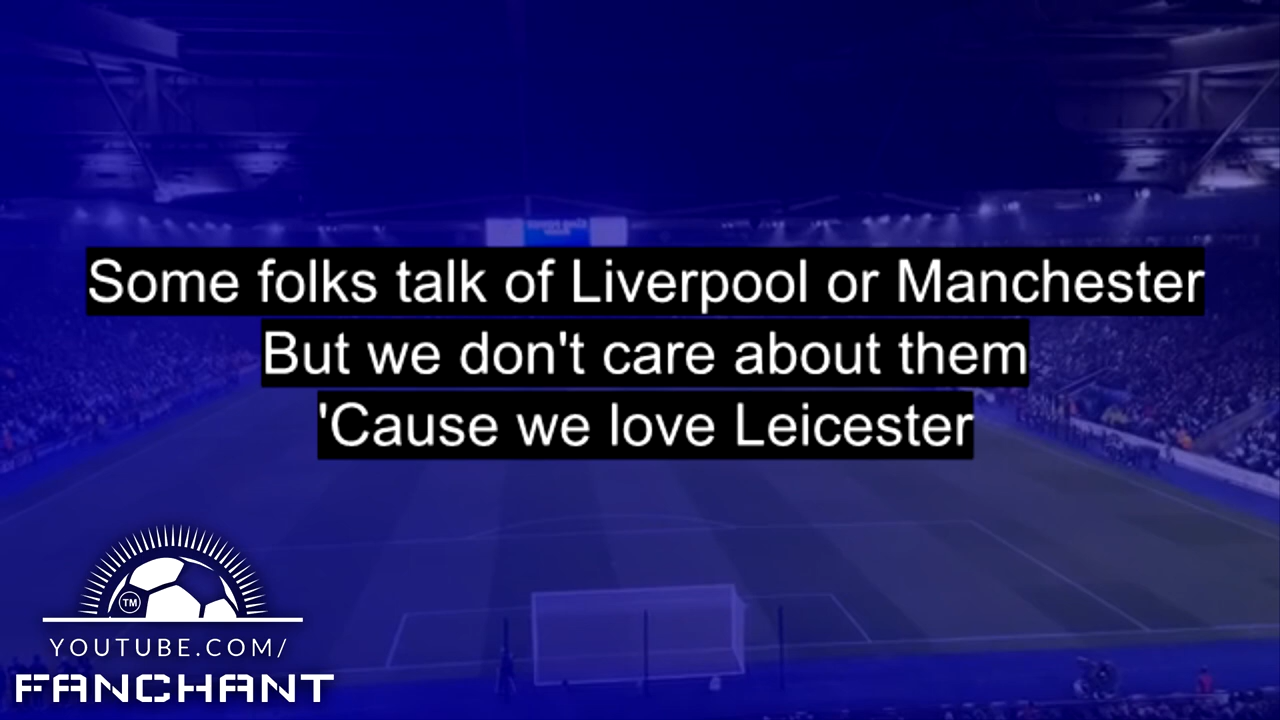 Some folks talk of Liverpool or Manchester
But we don't care about them
'Cause we love Leicester
TM
YOUTUBE.COM/
FANCHANT